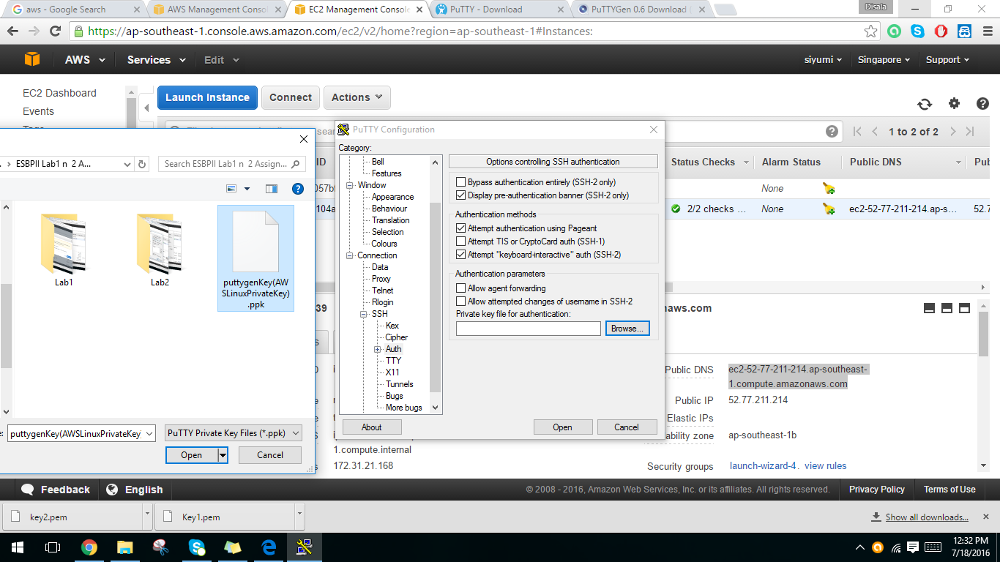 aws - Google Search
AWS Management Consol
EC2 Management Console
PuTTY - Download
PuTTYGen 0.6 Download (
Disala
https://ap-southeast-1.console.aws.amazon.com/ec2/v2/home?region=ap-southeast-1#Instances:
AWS Services Edit siyumi Singapore Support
EC2 Dashboard
Events
Launch Instance Connect Actions
1 to 2 of 2
Status Checks Alarm Status Public DNS
None
2/2 checks ... None ec2-52-77-211-214.ap-s... 52.7
ESBPII Lab1 n 2 A...
Search ESBPII Lab1 n 2 Assign...
Lab1
Lab2
puttygenKey(AW
SLinuxPrivateKey)
.ppk
puttygenKey(AWSLinuxPrivateKey)
PuTTY Private Key Files (*.ppk)
Open
Cancel
PuTTY Configuration
Category:
Bell
Features
Window
Appearance
Behaviour
Translation
Selection
Colours
Connection
Data
Proxy
Telnet
Rlogin
SSH
Kex
Cipher
Auth
TTY
X11
Tunnels
Bugs
More bugs
Options controlling SSH authentication
Bypass authentication entirely (SSH-2 only)
Display pre-authentication banner (SSH-2 only)
Authentication methods
Attempt authentication using Pageant
Attempt TIS or CryptoCard auth (SSH-1)
Attempt "keyboard-interactive" auth (SSH-2)
Authentication parameters
Allow agent forwarding
Allow attempted changes of username in SSH-2
Private key file for authentication:
Browse...
About
Open
Cancel
naws.com
Public DNS ec2-52-77-211-214.ap-southeast-
1.compute.amazonaws.com
Public IP 52.77.211.214
Elastic IPs
ability zone ap-southeast-1b
1.compute.internal
172.31.21.168
Security groups launch-wizard-4. view rules
Feedback English
© 2008 - 2016, Amazon Web Services, Inc. or its affiliates. All rights reserved. Privacy Policy Terms of Use
key2.pem
Key1.pem
Show all downloads...
12:32 PM
7/18/2016